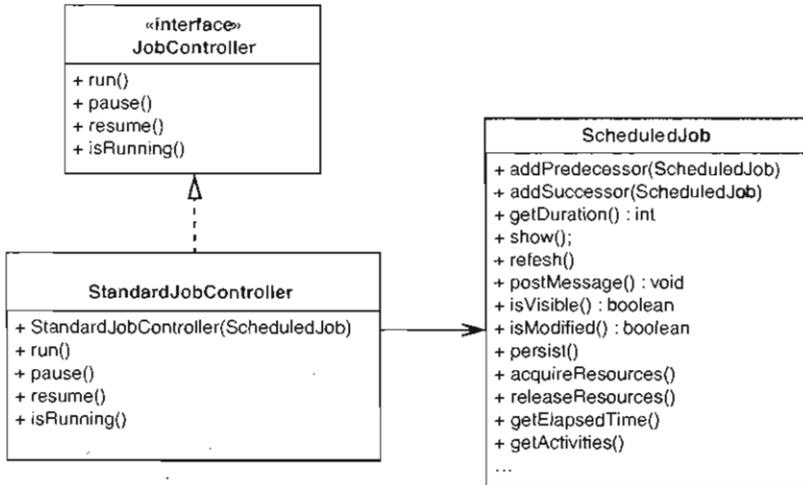 «interface»
JobController
+ run()
+ pause()
+ resume()
+ isRunning()
StandardJobController
+ StandardJobController(ScheduledJob)
+ run()
+ pause()
+ resume()
+ isRunning()
ScheduledJob
+ addPredecessor(ScheduledJob)
+ addSuccessor(ScheduledJob)
+ getDuration() : int
+ show();
+ refesh()
+ postMessage() : void
+ isVisible() : boolean
+ isModified() : boolean
+ persist()
+ acquireResources()
+ releaseResources()
+ getElapsedTime()
+ getActivities()
...